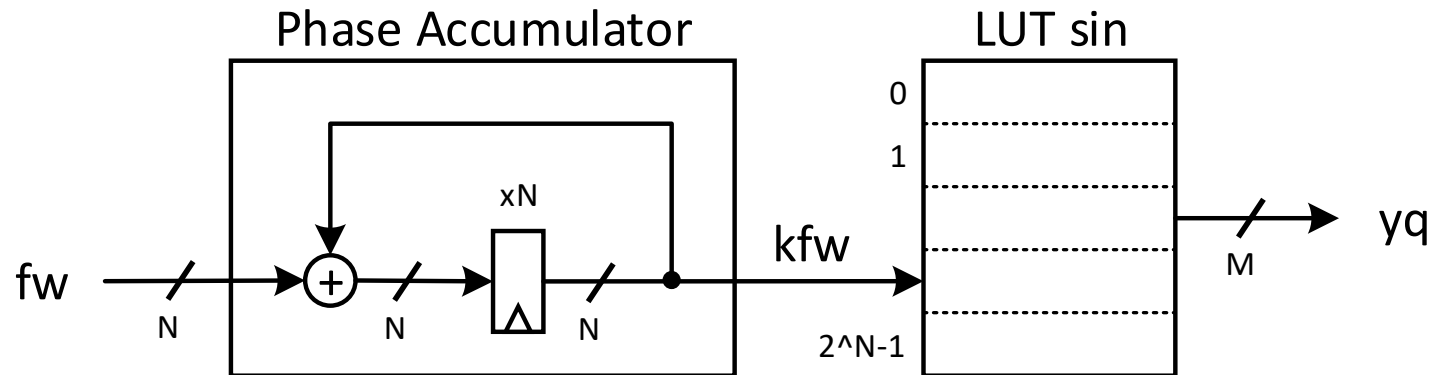 Phase Accumulator
LUT sin
0
1
xN
kfw
yq
fw
+
M
N
N
N
2^N-1